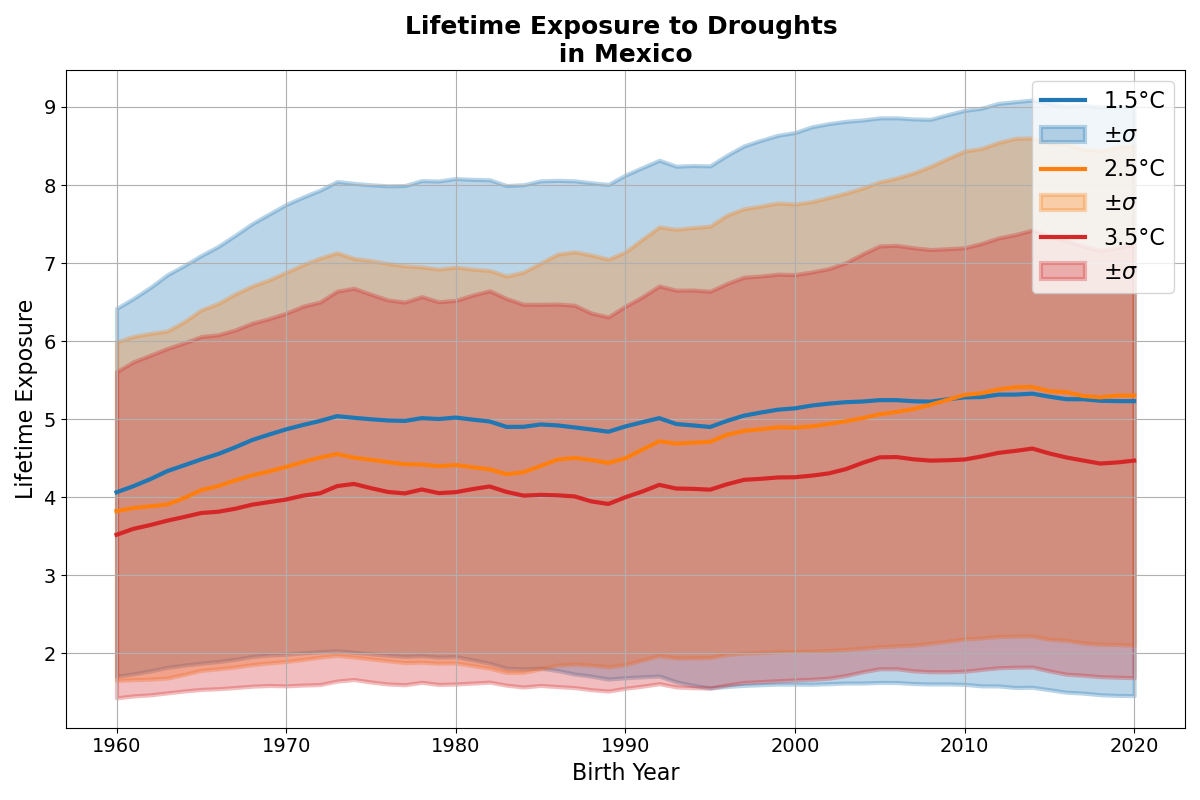 Lifetime Exposure to Droughts
in Mexico
Lifetime Exposure
9
8
7
6
5
4
3
2
1960 1970 1980 1990 2000 2010 2020
Birth Year
1.5°C
±σ
2.5°C
±σ
3.5°C
±σ